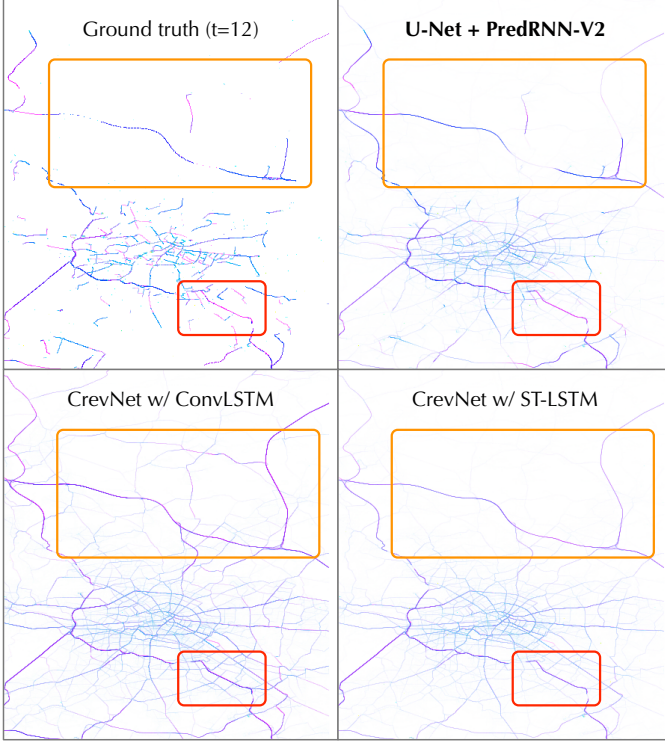 Ground truth (t=12)
U-Net + PredRNN-V2
CrevNet w/ ConvLSTM
CrevNet w/ ST-LSTM